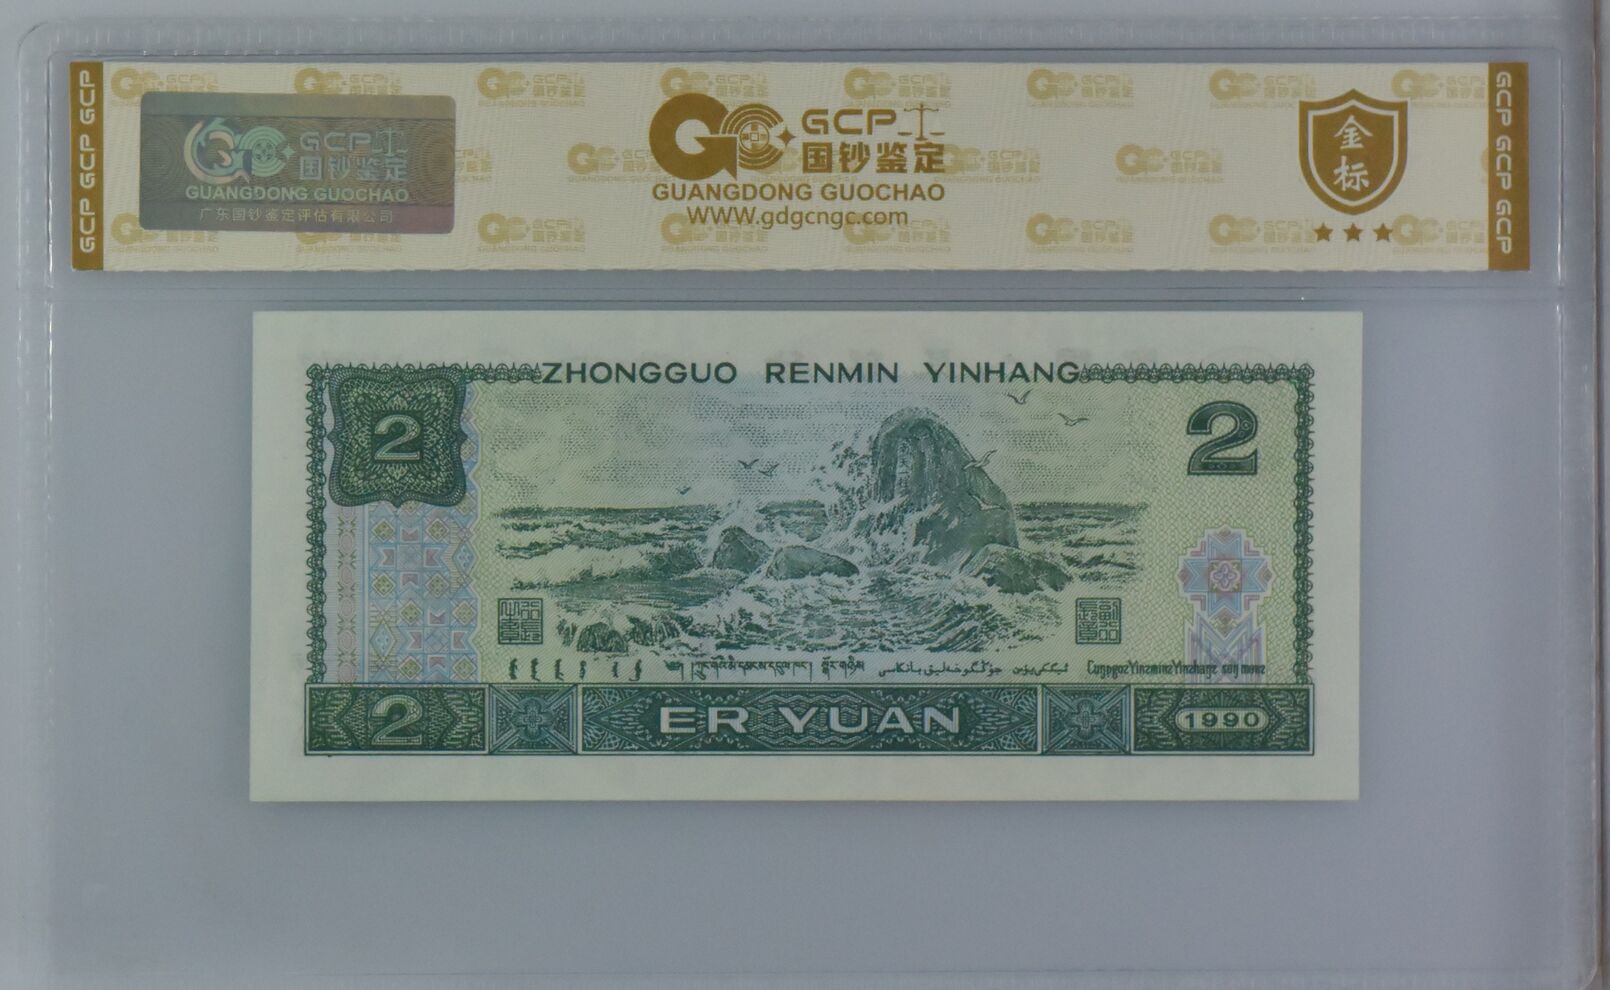 GCP GCP GCP
GCP
国钞鉴定
GUANGDONG GUOCHAO
广东国钞鉴定评估有限公司
GCP
国钞鉴定
GUANGDONG GUOCHAO
WWW.gdgcngc.com
金标
GCP GCP GCP
ZHONGGUO RENMIN YINHANG
2
2
2
ER YUAN
1990